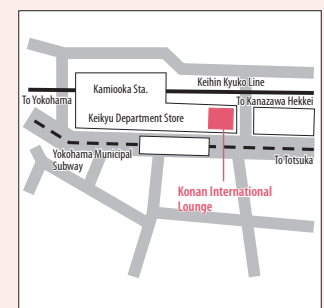 Kamiooka Sta.
Keihin Kyuko Line
To Yokohama
To Kanazawa Hekkei
Keikyu Department Store
Yokohama Municipal
Subway
To Totsuka
Konan International
Lounge